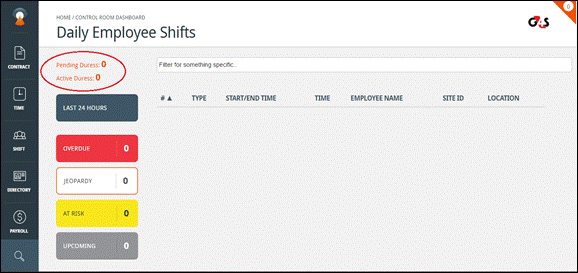 HOME / CONTROL ROOM DASHBOARD
0
Daily Employee Shifts
G4S
CONTRACT
TIME
SHIFT
DIRECTORY
PAYROLL
Pending Duress: 0
Active Duress: 0
LAST 24 HOURS
OVERDUE 0
JEOPARDY 0
AT RISK 0
UPCOMING 0
Filter for something specific..
# ▲ TYPE START/END TIME TIME EMPLOYEE NAME SITE ID LOCATION